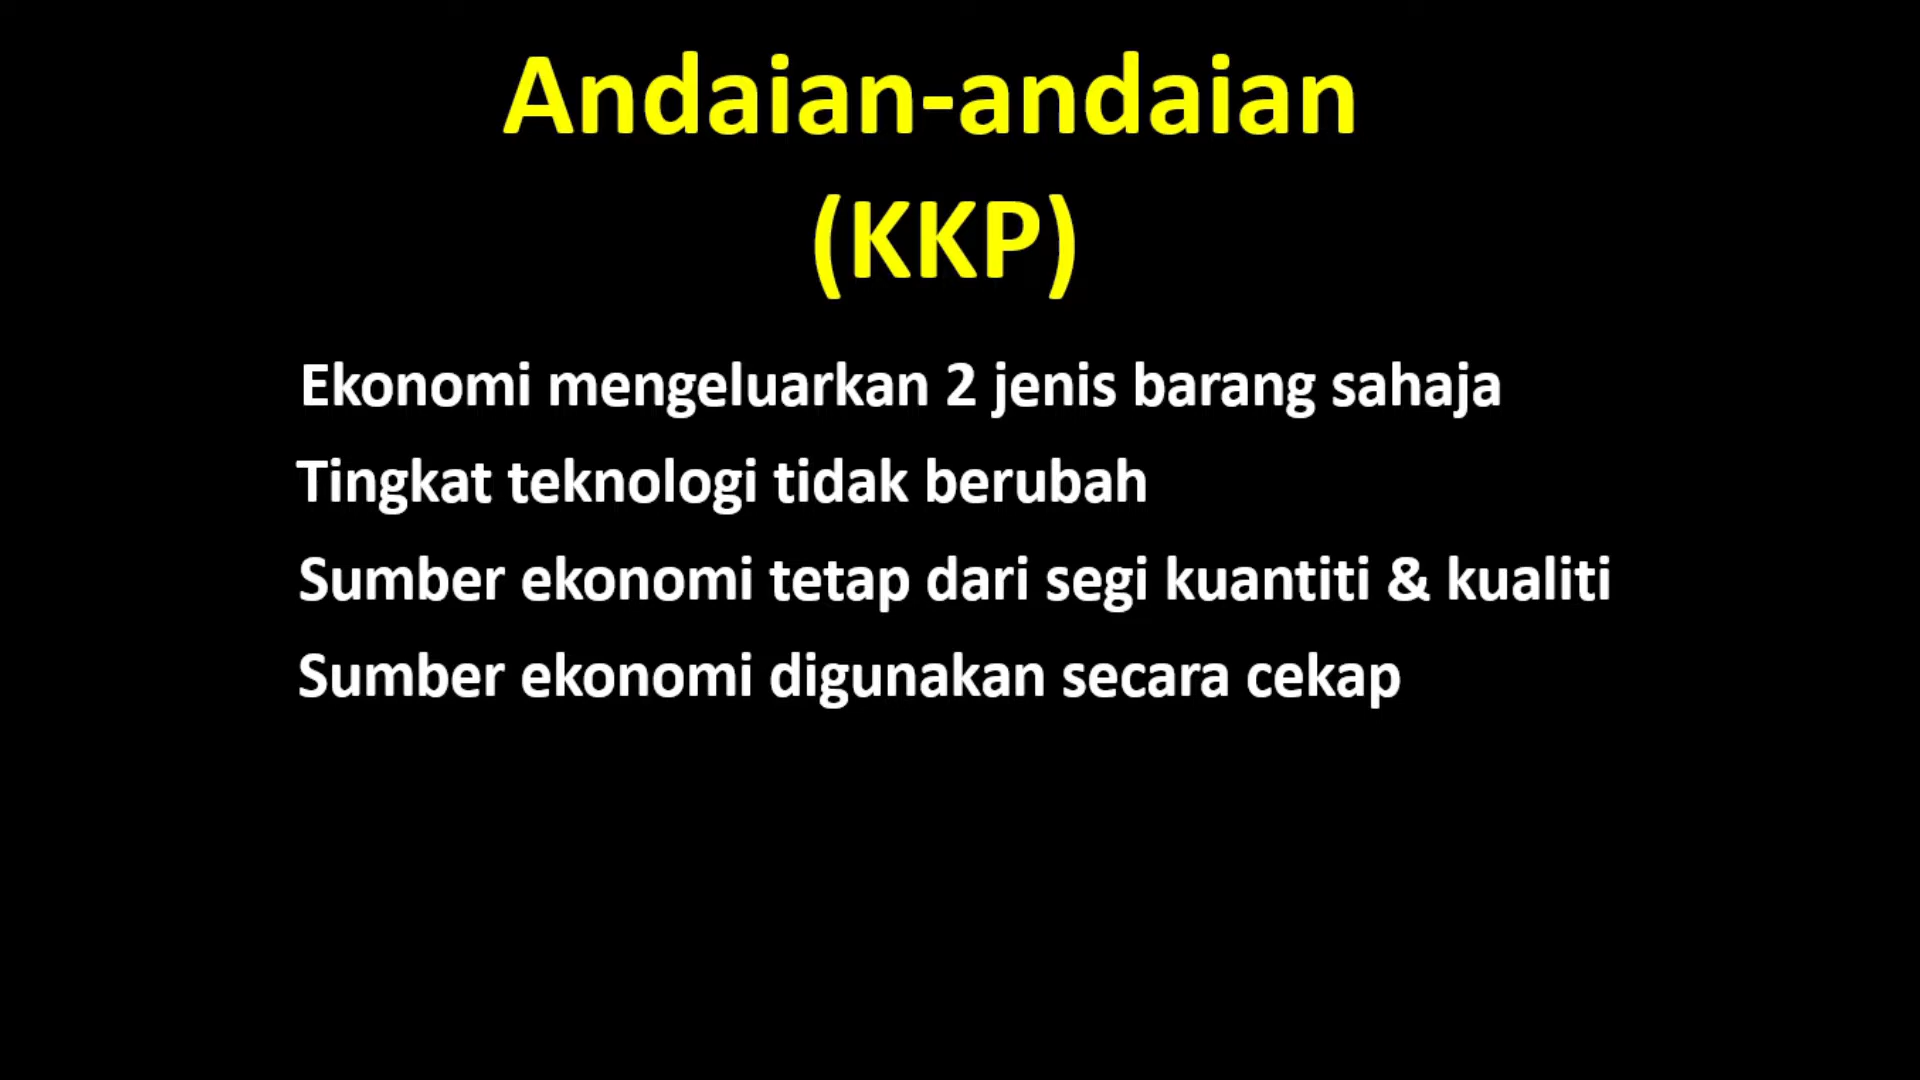 Andaian-andaian
(KKP)
Ekonomi mengeluarkan 2 jenis barang sahaja
Tingkat teknologi tidak berubah
Sumber ekonomi tetap dari segi kuantiti & kualiti
Sumber ekonomi digunakan secara cekap